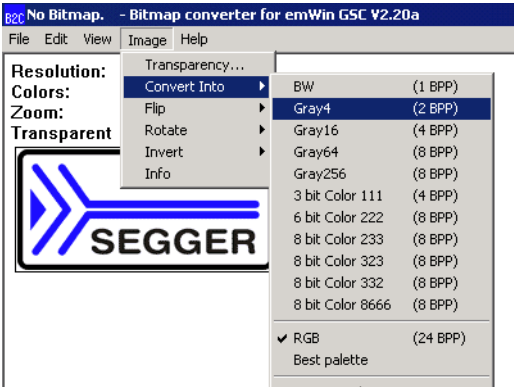 B2C No Bitmap. - Bitmap converter for emWin GSC V2.20a
File Edit View Image Help
Resolution:
Colors:
Zoom:
Transparent
SEGGER
Transparency...
Convert Into
Flip
Rotate
Invert
Info
BW (1 BPP)
Gray4 (2 BPP)
Gray16 (4 BPP)
Gray64 (8 BPP)
Gray256 (8 BPP)
3 bit Color 111 (4 BPP)
6 bit Color 222 (8 BPP)
8 bit Color 233 (8 BPP)
8 bit Color 323 (8 BPP)
8 bit Color 332 (8 BPP)
8 bit Color 8666 (8 BPP)
RGB (24 BPP)
Best palette